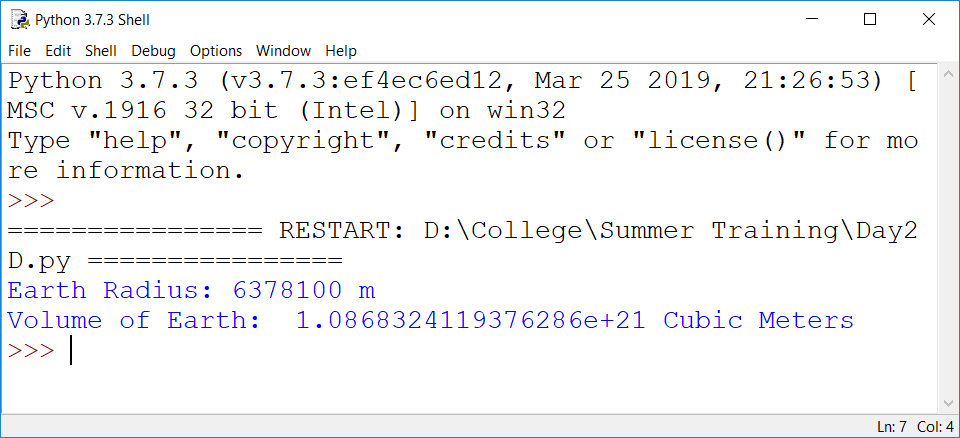 Python 3.7.3 Shell
File Edit Shell Debug Options Window Help
Python 3.7.3 (v3.7.3:ef4ec6ed12, Mar 25 2019, 21:26:53) [
MSC v.1916 32 bit (Intel)] on win32
Type "help", "copyright", "credits" or "license()" for mo
re information.
>>>
================ RESTART: D:\College\Summer Training\Day2
D.py ================
Earth Radius: 6378100 m
Volume of Earth:  1.0868324119376286e+21 Cubic Meters
>>>
Ln: 7 Col: 4